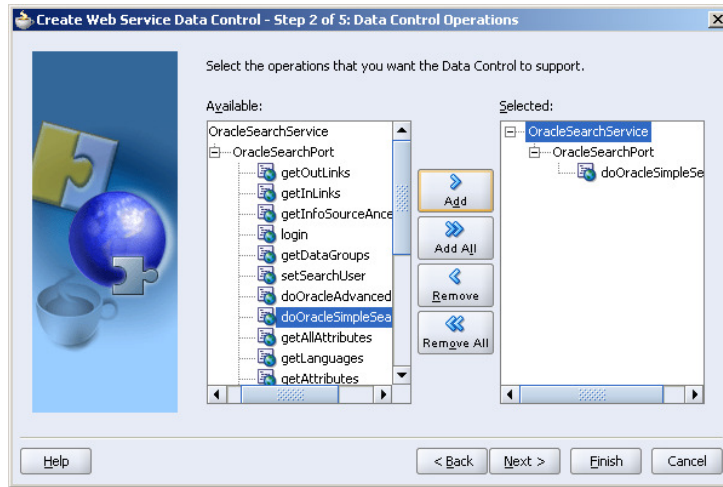 Create Web Service Data Control - Step 2 of 5: Data Control Operations
Select the operations that you want the Data Control to support.
Available:
OracleSearchService
OracleSearchPort
getOutLinks
getInLinks
getInfoSourceAnce
login
getDataGroups
setSearchUser
doOracleAdvanced
doOracleSimpleSea
getAllAttributes
getLanguages
getAttributes
Add
Add All
Remove
Remove All
Selected:
OracleSearchService
OracleSearchPort
doOracleSimpleSe
Help
< Back
Next >
Finish
Cancel